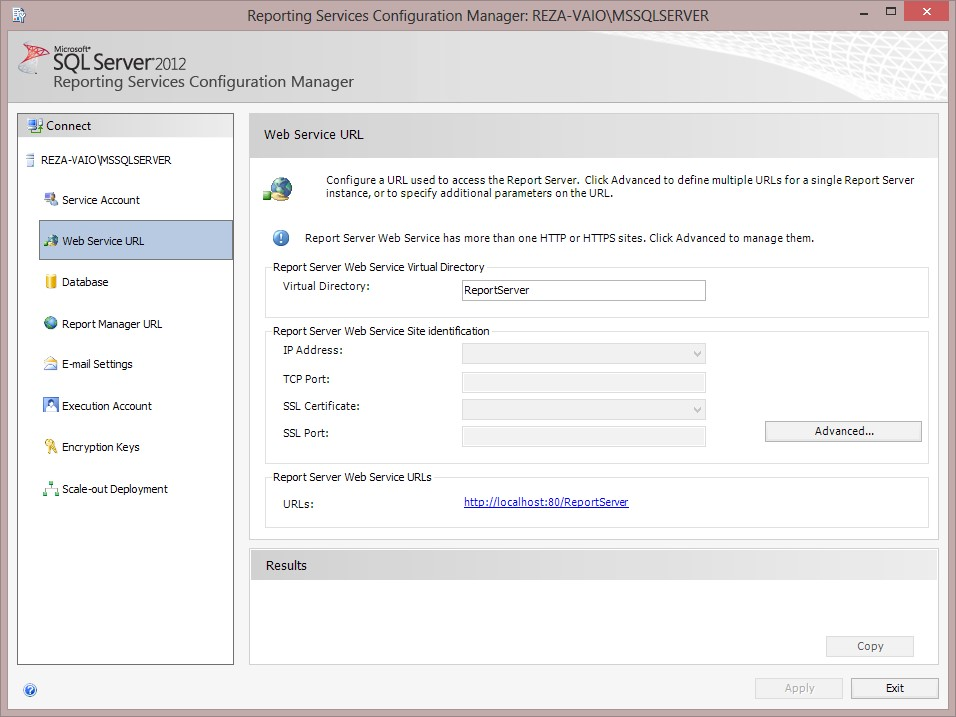 Reporting Services Configuration Manager: REZA-VAIO\MSSQLSERVER
Microsoft®
SQL Server 2012
Reporting Services Configuration Manager
Connect
REZA-VAIO\MSSQLSERVER
Service Account
Web Service URL
Database
Report Manager URL
E-mail Settings
Execution Account
Encryption Keys
Scale-out Deployment
Web Service URL
Configure a URL used to access the Report Server. Click Advanced to define multiple URLs for a single Report Server
instance, or to specify additional parameters on the URL.
Report Server Web Service has more than one HTTP or HTTPS sites. Click Advanced to manage them.
Report Server Web Service Virtual Directory
Virtual Directory: ReportServer
Report Server Web Service Site identification
IP Address:
TCP Port:
SSL Certificate:
SSL Port:
Advanced...
Report Server Web Service URLs
URLs: http://localhost:80/ReportServer
Results
Copy
Apply Exit